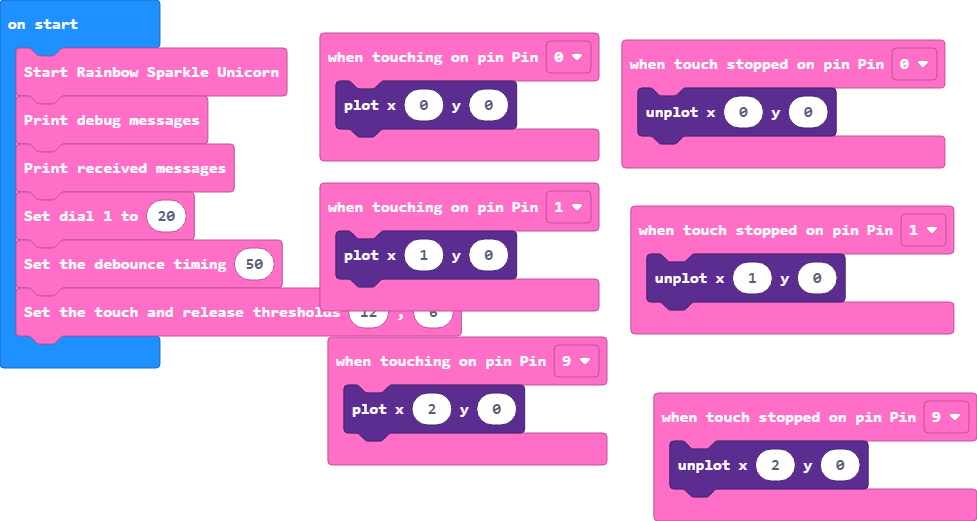 on start
Start Rainbow Sparkle Unicorn
Print debug messages
Print received messages
Set dial 1 to 20
Set the debounce timing 50
Set the touch and release thresholds 12 , 6
when touching on pin Pin 0
plot x 0 y 0
when touching on pin Pin 1
plot x 1 y 0
when touching on pin Pin 9
plot x 2 y 0
when touch stopped on pin Pin 0
unplot x 0 y 0
when touch stopped on pin Pin 1
unplot x 1 y 0
when touch stopped on pin Pin 9
unplot x 2 y 0